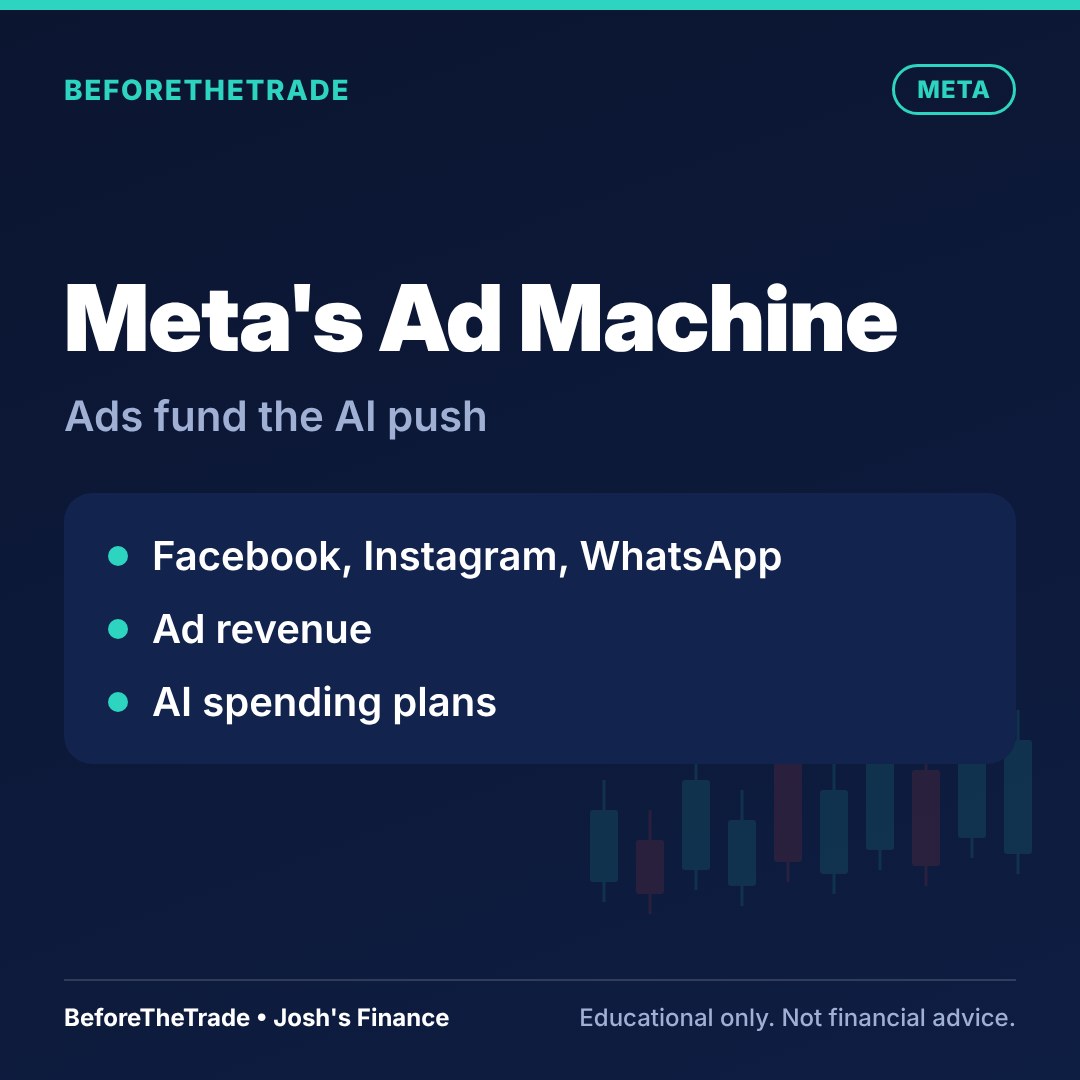 BEFORETHETRADE
META
Meta's Ad Machine
Ads fund the AI push
Facebook, Instagram, WhatsApp
Ad revenue
AI spending plans
BeforeTheTrade • Josh's Finance
Educational only. Not financial advice.